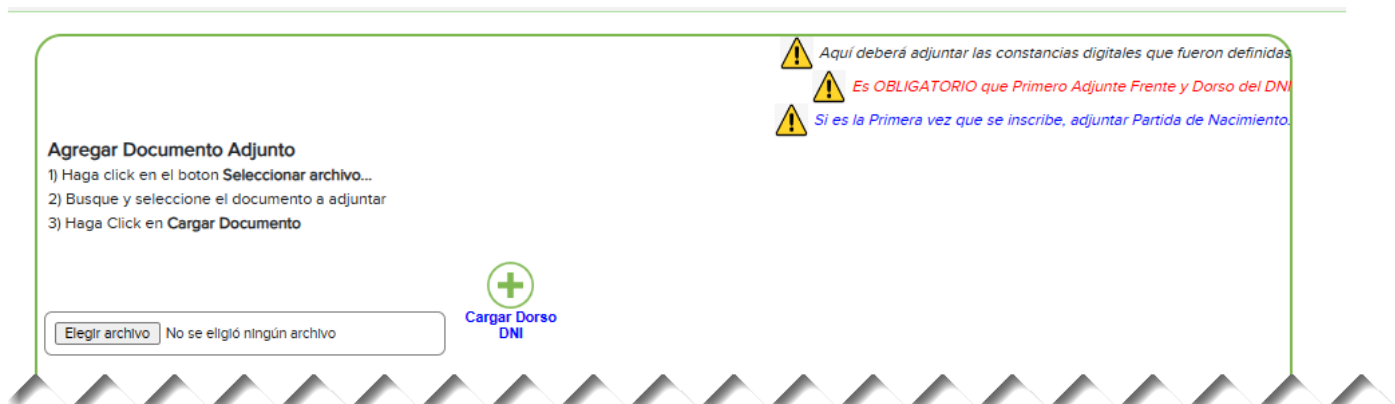 Aquí deberá adjuntar las constancias digitales que fueron definidas
Es OBLIGATORIO que Primero Adjunte Frente y Dorso del DNI
Si es la Primera vez que se inscribe, adjuntar Partida de Nacimiento.
Agregar Documento Adjunto
1) Haga click en el boton Seleccionar archivo...
2) Busque y seleccione el documento a adjuntar
3) Haga Click en Cargar Documento
Cargar Dorso
DNI
Elegir archivo No se eligió ningún archivo